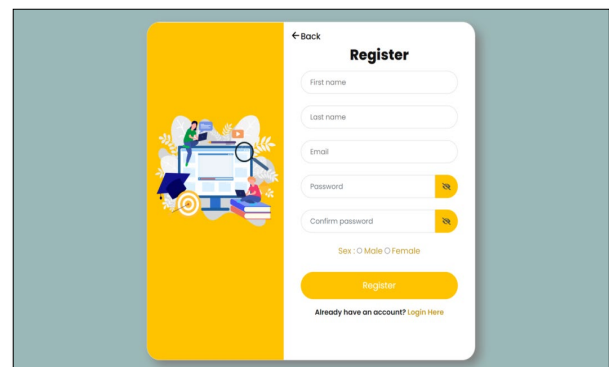 Back
Register
First name
Last name
Email
Password
Confirm password
Sex : Male Female
Register
Already have an account? Login Here